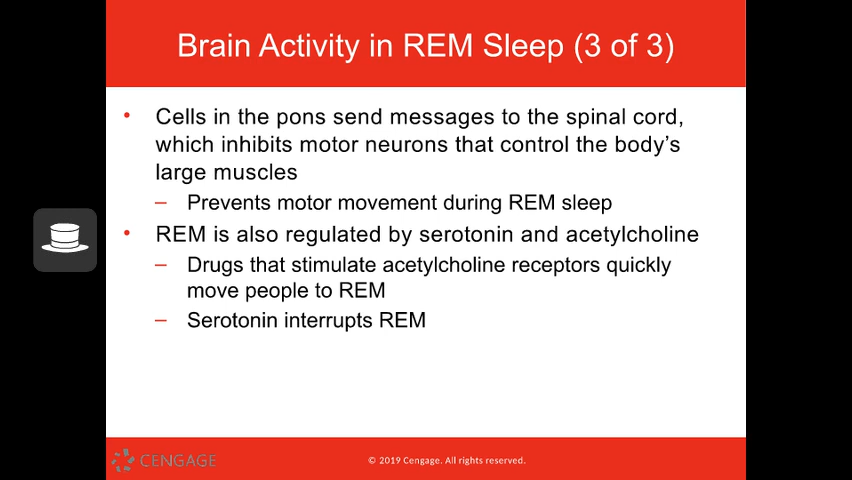 Brain Activity in REM Sleep (3 of 3)
• Cells in the pons send messages to the spinal cord,
which inhibits motor neurons that control the body's
large muscles
– Prevents motor movement during REM sleep
• REM is also regulated by serotonin and acetylcholine
– Drugs that stimulate acetylcholine receptors quickly
move people to REM
– Serotonin interrupts REM
CENGAGE
© 2019 Cengage. All rights reserved.